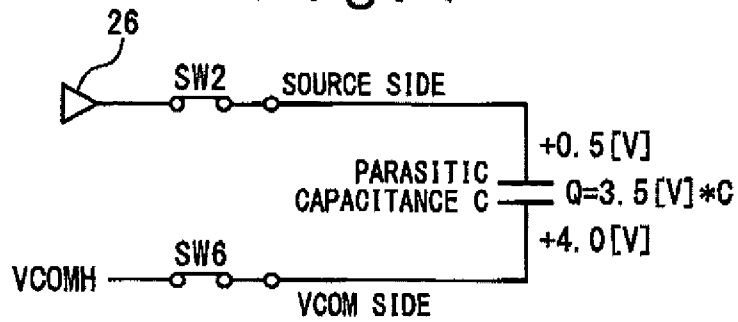 26
SW2
SOURCE SIDE
+0.5[V]
PARASITIC
CAPACITANCE C
Q=3.5[V]*C
+4.0[V]
SW6
VCOMH
VCOM SIDE